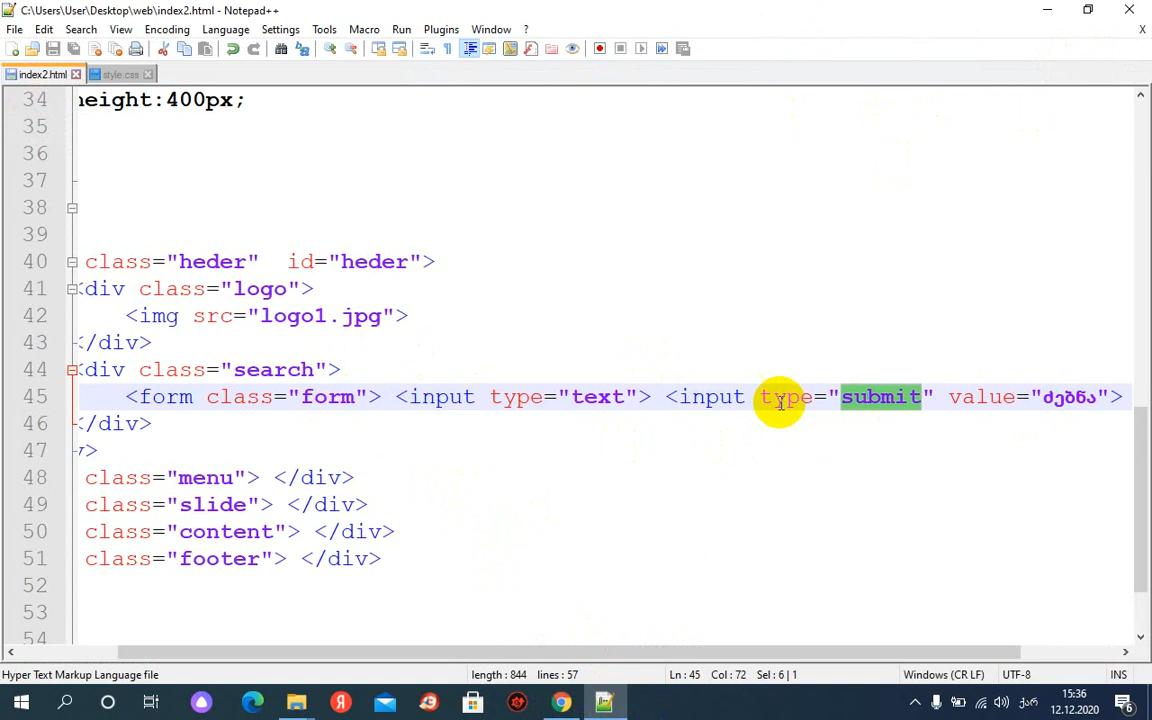 C:\Users\User\Desktop\web\index2.html - Notepad++
File Edit Search View Encoding Language Settings Tools Macro Run Plugins Window ? X
index2.html style.css
34 height:400px;
35
36
37
38
39
40 class="heder" id="heder">
41 <div class="logo">
42 <img src="logo1.jpg">
43 </div>
44 <div class="search">
45 <form class="form"> <input type="text"> <input type="submit" value="ძებნა">
46 </div>
47 v>
48 class="menu"> </div>
49 class="slide"> </div>
50 class="content"> </div>
51 class="footer"> </div>
52
53
54
Hyper Text Markup Language file length : 844 lines : 57 Ln : 45 Col : 72 Sel : 6 | 1 Windows (CR LF) UTF-8 INS
ქარ 15:36
12.12.2020 6